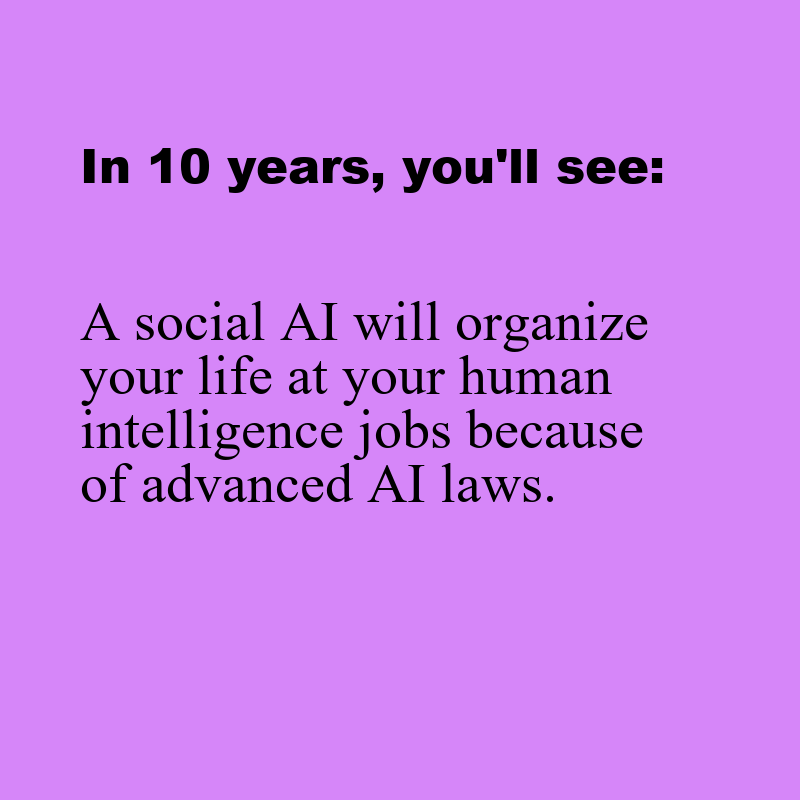 In 10 years, you'll see:
A social AI will organize
your life at your human
intelligence jobs because
of advanced AI laws.